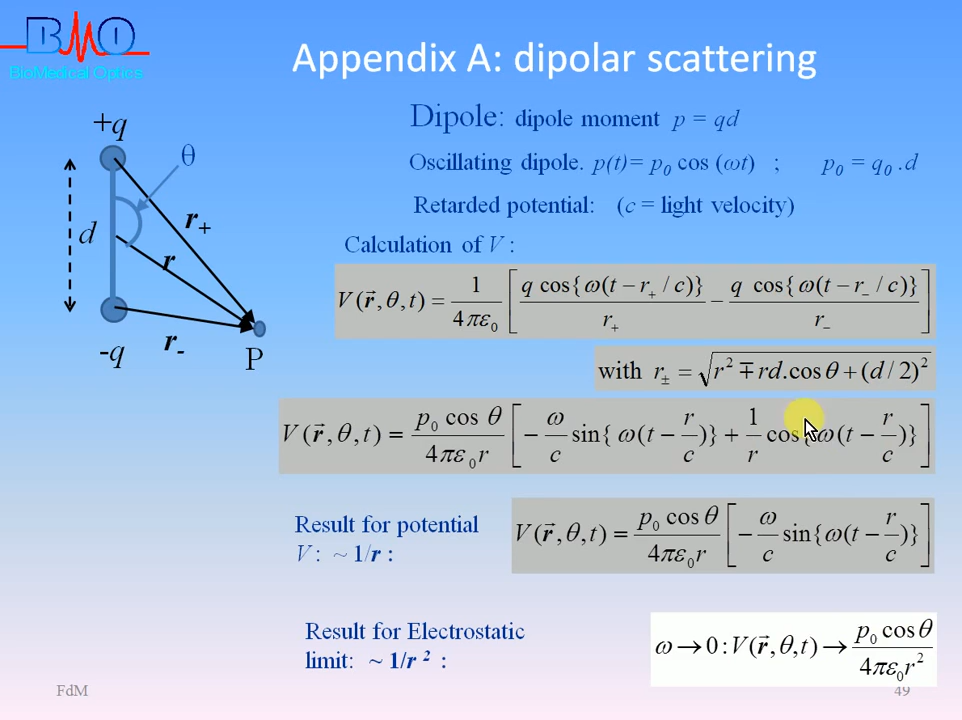 BMO
BioMedical Optics
Appendix A: dipolar scattering
Dipole: dipole moment p = qd
Oscillating dipole. p(t)= p₀ cos (ωt) ; p₀ = q₀ .d
Retarded potential: (c = light velocity)
Calculation of V :
+q
θ
d
r₊
r
r₋
-q
P
V(r⃗,θ,t) = 1/(4πε₀) [ q cos{ω(t−r₊/c)}/r₊ − q cos{ω(t−r₋/c)}/r₋ ]
with r± = √(r² ∓ rd.cosθ + (d/2)²)
V(r⃗,θ,t) = (p₀ cos θ)/(4πε₀r) [ −ω/c sin{ω(t−r/c)} + 1/r cos{ω(t−r/c)} ]
Result for potential
V : ~ 1/r :
V(r⃗,θ,t) = (p₀ cosθ)/(4πε₀r) [ −ω/c sin{ω(t−r/c)} ]
Result for Electrostatic
limit: ~ 1/r ² :
ω → 0 : V(r⃗,θ,t) → (p₀ cosθ)/(4πε₀r²)
FdM
49